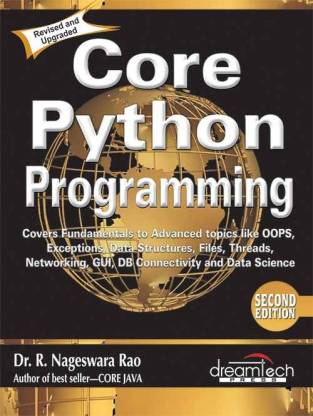 Revised and
Upgraded
Core
Python
Programming
Covers Fundamentals to Advanced topics like OOPS,
Exceptions, Data Structures, Files, Threads,
Networking, GUI, DB Connectivity and Data Science
SECOND
EDITION
Dr. R. Nageswara Rao
Author of best seller—CORE JAVA
dreamtech
PRESS